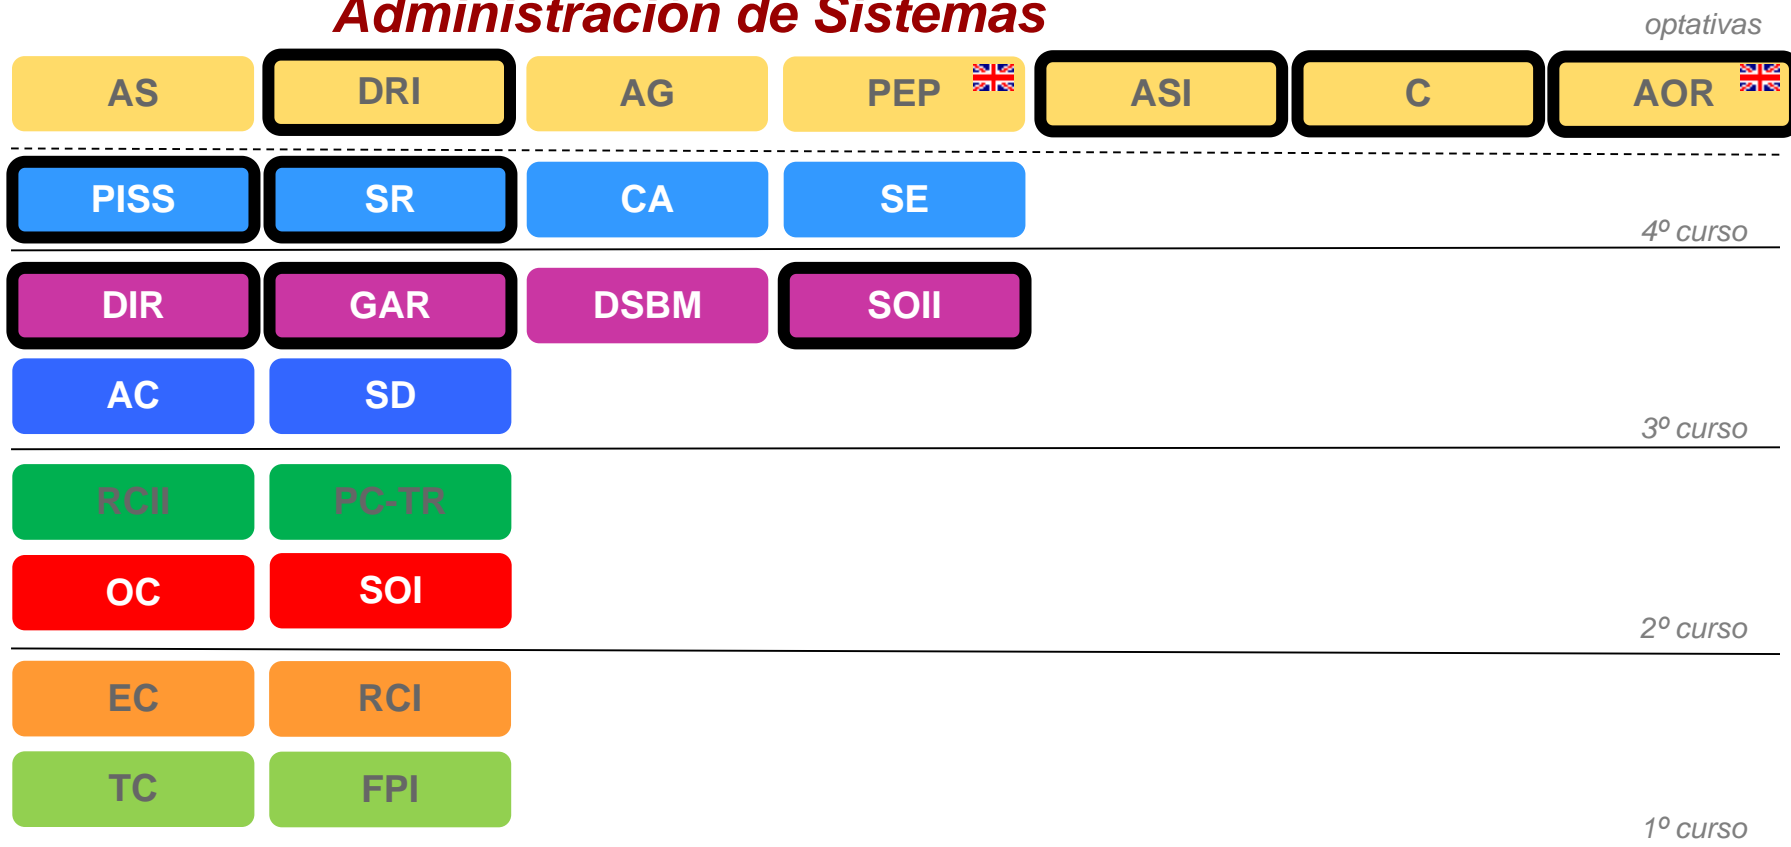 Administración de Sistemas
optativas
AS DRI AG PEP ASI C AOR
PISS SR CA SE
4º curso
DIR GAR DSBM SOII
AC SD
3º curso
RCII PC-TR
OC SOI
2º curso
EC RCI
TC FPI
1º curso